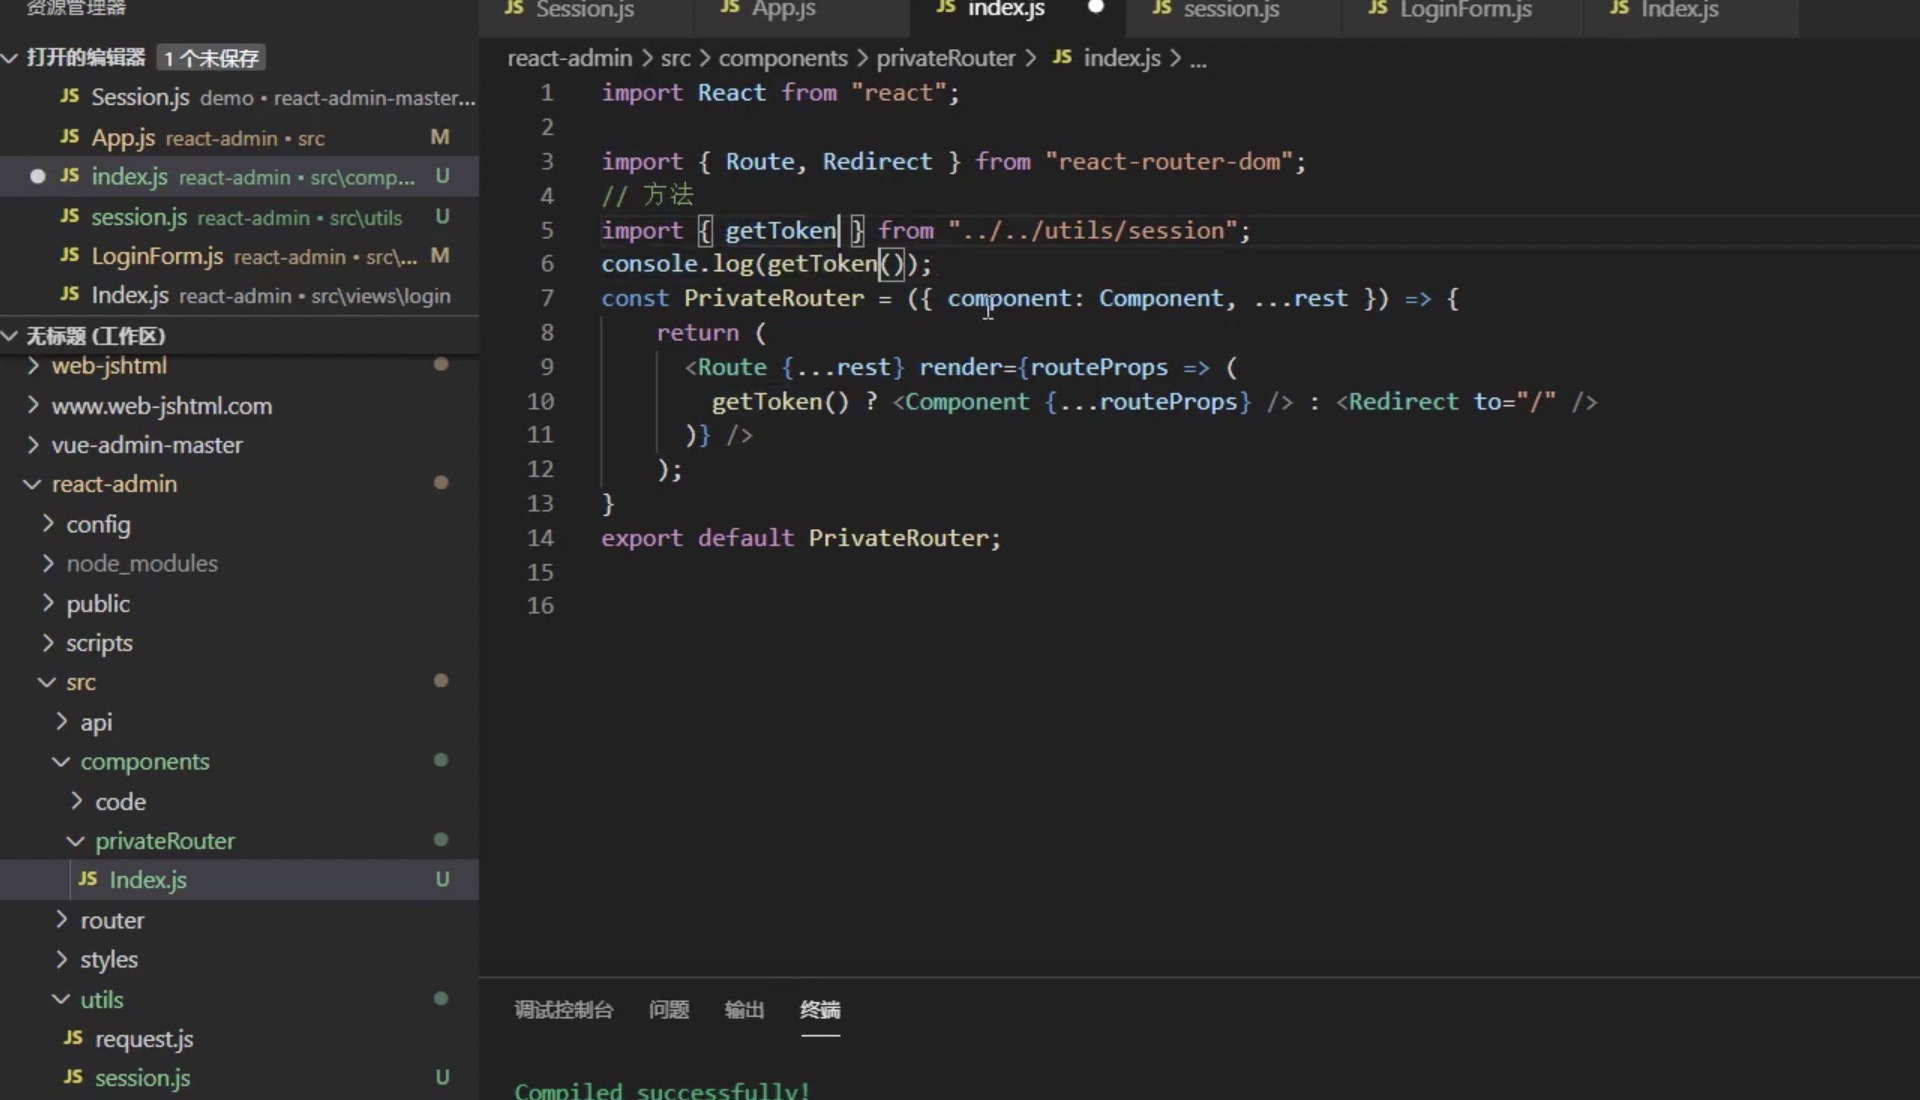 资源管理器
打开的编辑器 1 个未保存
JS Session.js demo • react-admin-master...
JS App.js react-admin • src M
JS index.js react-admin • src\comp... U
JS session.js react-admin • src\utils U
JS LoginForm.js react-admin • src\... M
JS Index.js react-admin • src\views\login
无标题 (工作区)
web-jshtml
www.web-jshtml.com
vue-admin-master
react-admin
config
node_modules
public
scripts
src
api
components
code
privateRouter
JS Index.js U
router
styles
utils
JS request.js
JS session.js U
JS Session.js JS App.js JS index.js JS session.js JS LoginForm.js JS Index.js
react-admin > src > components > privateRouter > JS index.js > ...
1 import React from "react";
2
3 import { Route, Redirect } from "react-router-dom";
4 // 方法
5 import { getToken } from "../../utils/session";
6 console.log(getToken());
7 const PrivateRouter = ({ component: Component, ...rest }) => {
8 return (
9 <Route {...rest} render={routeProps => (
10 getToken() ? <Component {...routeProps} /> : <Redirect to="/" />
11 )} />
12 );
13 }
14 export default PrivateRouter;
15
16
调试控制台 问题 输出 终端
Compiled successfully!